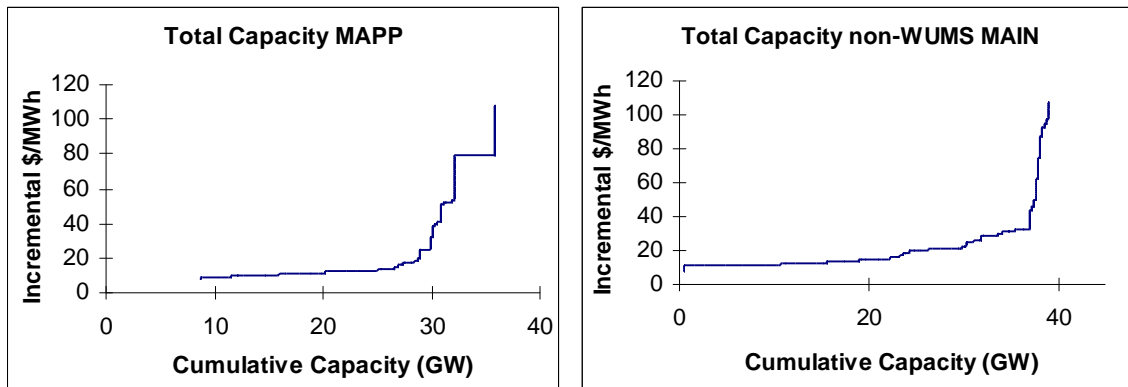 Total Capacity MAPP
Incremental $/MWh
120
100
80
60
40
20
0
0 10 20 30 40
Cumulative Capacity (GW)
Total Capacity non-WUMS MAIN
Incremental $/MWh
120
100
80
60
40
20
0
0 20 40
Cumulative Capacity (GW)